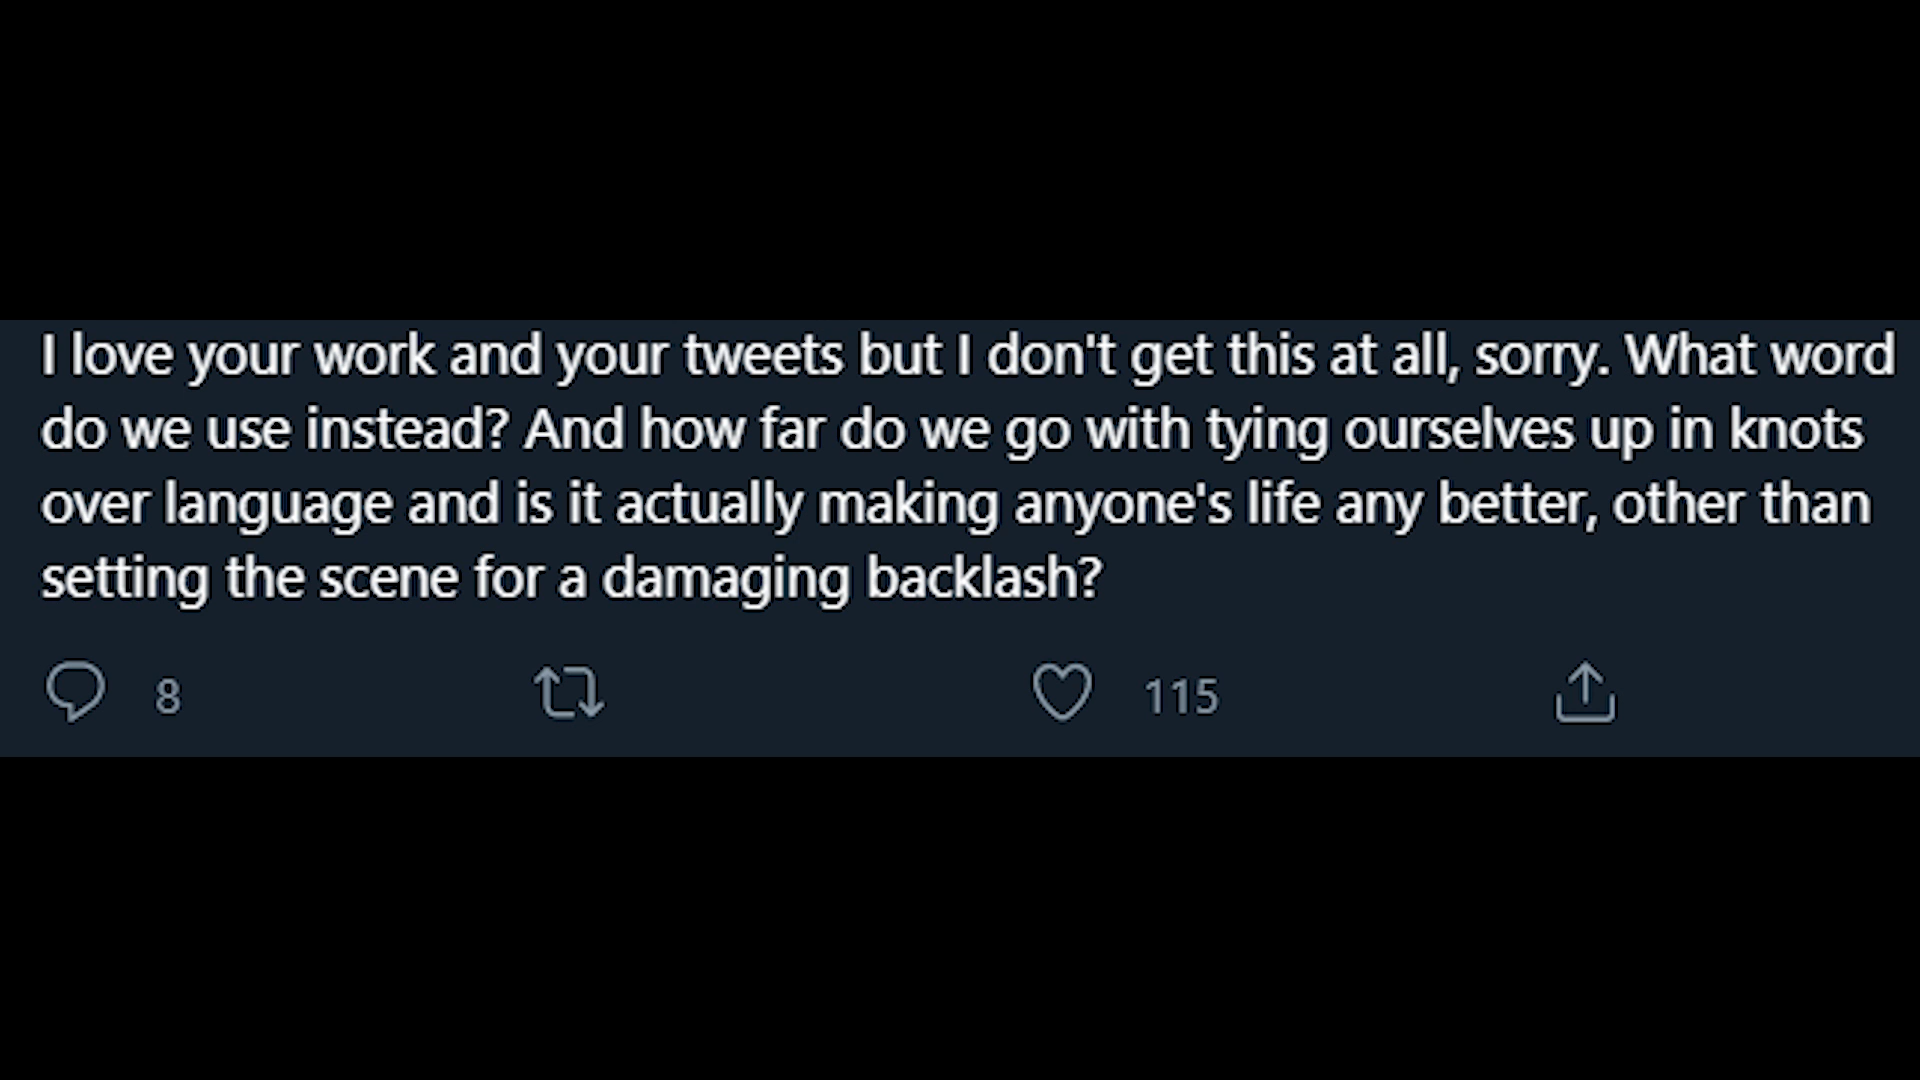 I love your work and your tweets but I don't get this at all, sorry. What word
do we use instead? And how far do we go with tying ourselves up in knots
over language and is it actually making anyone's life any better, other than
setting the scene for a damaging backlash?
8 115